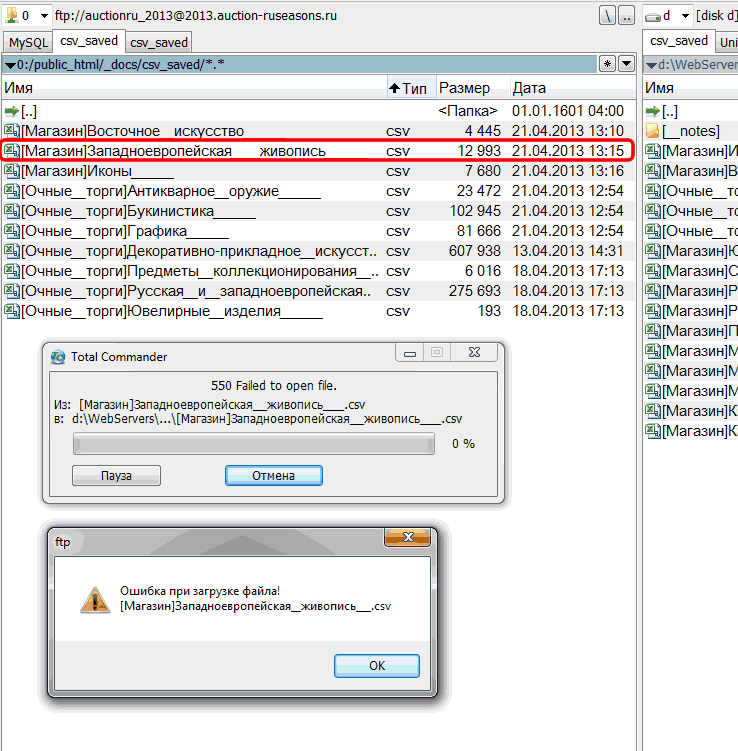 0 ftp://auctionru_2013@2013.auction-ruseasons.ru \ .. d [disk d]
MySQL csv_saved csv_saved csv_saved Uni
0:/public_html/_docs/csv_saved/*.* * d:\WebServer
Имя Тип Размер Дата Имя
[..] <Папка> 01.01.1601 04:00 [..]
[Магазин]Восточное__искусство csv 4 445 21.04.2013 13:10 [__notes]
[Магазин]Западноевропейская____живопись csv 12 993 21.04.2013 13:15 [Магазин]И
[Магазин]Иконы_____ csv 7 680 21.04.2013 13:16 [Магазин]В
[Очные__торги]Антикварное__оружие_____ csv 23 472 21.04.2013 12:54 [Очные__то
[Очные__торги]Букинистика_____ csv 102 945 21.04.2013 12:54 [Очные__то
[Очные__торги]Графика_____ csv 81 666 21.04.2013 12:54 [Очные__то
[Очные__торги]Декоративно-прикладное__искусст.. csv 607 938 13.04.2013 14:31 [Магазин]Ю
[Очные__торги]Предметы__коллекционирования__.. csv 6 016 18.04.2013 17:13 [Магазин]С
[Очные__торги]Русская__и__западноевропейская.. csv 275 693 18.04.2013 17:13 [Магазин]Р
[Очные__торги]Ювелирные__изделия_____ csv 193 18.04.2013 17:13 [Магазин]Р
[Магазин]П
[Магазин]М
[Магазин]М
[Магазин]М
[Магазин]К
[Магазин]Ка
Total Commander
550 Failed to open file.
Из: [Магазин]Западноевропейская__живопись___.csv
в: d:\WebServers\...\[Магазин]Западноевропейская__живопись___.csv
0 %
Пауза Отмена
ftp
Ошибка при загрузке файла!
[Магазин]Западноевропейская__живопись___.csv
OK